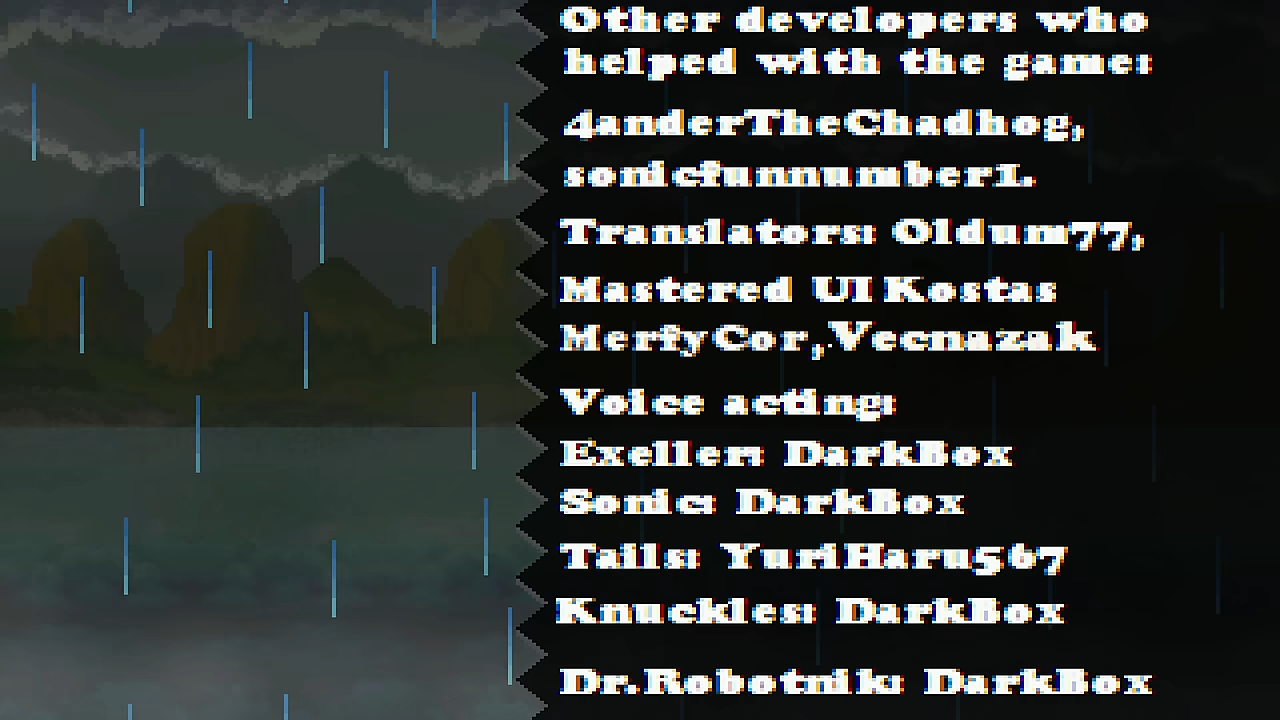 Other developers who
helped with the game:
4anderTheChadhog,
sonicfunnumber1.
Translators: Oldum77,
Mastered UI Kostas
MerfyCor, Vecmazak
Voice acting:
Exeller: DarkBox
Sonic: DarkBox
Tails: YuriHaru567
Knuckles: DarkBox
Dr.Robotnik: DarkBox